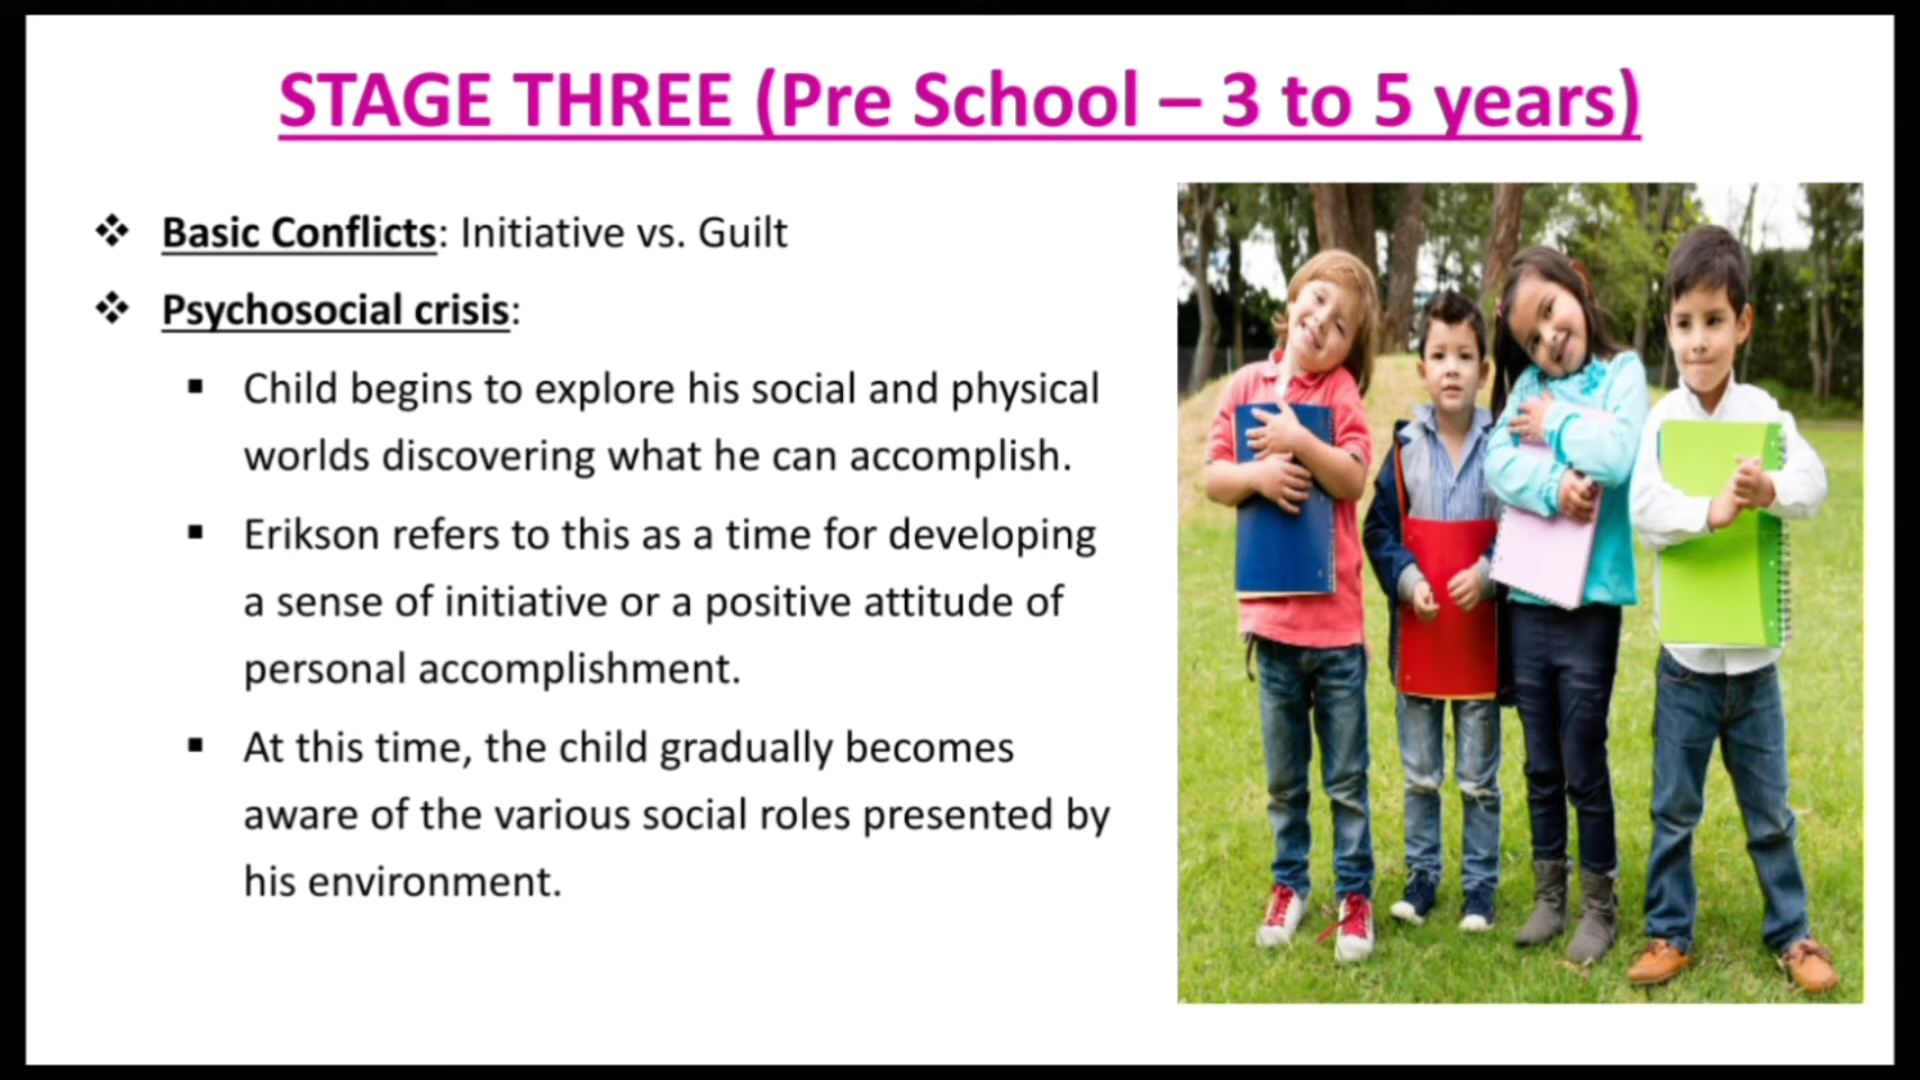 STAGE THREE (Pre School – 3 to 5 years)
❖ Basic Conflicts: Initiative vs. Guilt
❖ Psychosocial crisis:
▪ Child begins to explore his social and physical
worlds discovering what he can accomplish.
▪ Erikson refers to this as a time for developing
a sense of initiative or a positive attitude of
personal accomplishment.
▪ At this time, the child gradually becomes
aware of the various social roles presented by
his environment.